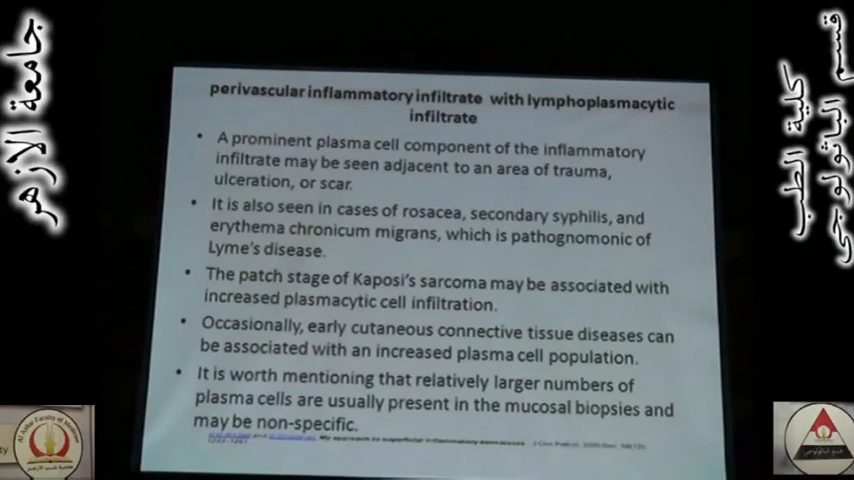 جامعة الازهر
قسم الباثولوجى
كلية الطب
perivascular inflammatory infiltrate with lymphoplasmacytic
infiltrate
• A prominent plasma cell component of the inflammatory
infiltrate may be seen adjacent to an area of trauma,
ulceration, or scar.
• It is also seen in cases of rosacea, secondary syphilis, and
erythema chronicum migrans, which is pathognomonic of
Lyme's disease.
• The patch stage of Kaposi's sarcoma may be associated with
increased plasmacytic cell infiltration.
• Occasionally, early cutaneous connective tissue diseases can
be associated with an increased plasma cell population.
• It is worth mentioning that relatively larger numbers of
plasma cells are usually present in the mucosal biopsies and
may be non-specific.
My approach to superficial inflammatory dermatoses